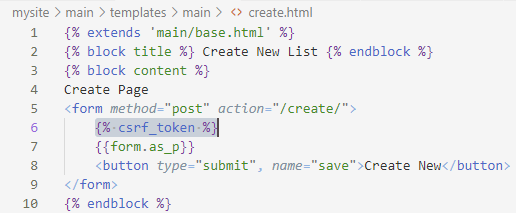 mysite > main > templates > main > <> create.html
1 {% extends 'main/base.html' %}
2 {% block title %} Create New List {% endblock %}
3 {% block content %}
4 Create Page
5 <form method="post" action="/create/">
6 {% csrf_token %}
7 {{form.as_p}}
8 <button type="submit", name="save">Create New</button>
9 </form>
10 {% endblock %}